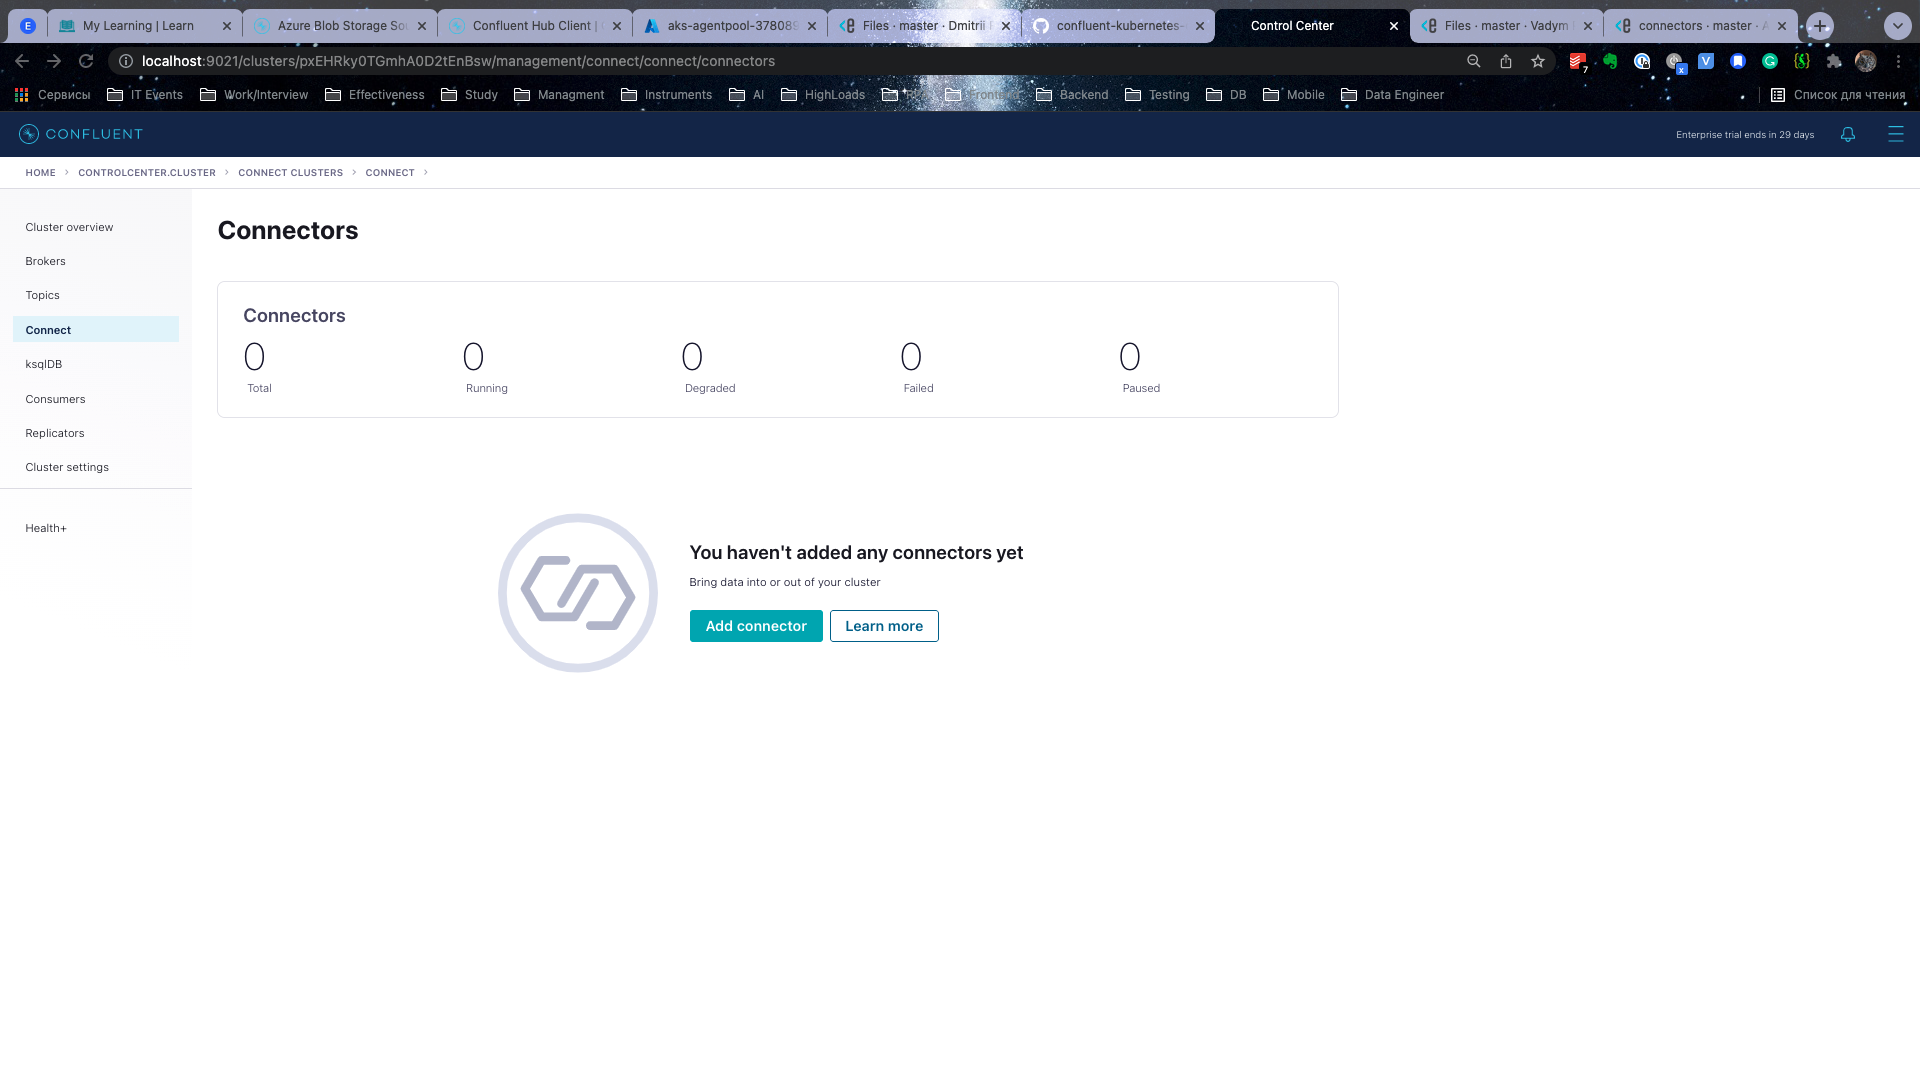 E
My Learning | Learn
Azure Blob Storage So
Confluent Hub Client |
aks-agentpool-378089
Files · master · Dmitrii
confluent-kubernetes-
Control Center
Files · master · Vadym
connectors · master · A
localhost:9021/clusters/pxEHRky0TGmhA0D2tEnBsw/management/connect/connect/connectors
7
x
V
G
Сервисы
IT Events
Work/Interview
Effectiveness
Study
Managment
Instruments
AI
HighLoads
Frontend
Backend
Testing
DB
Mobile
Data Engineer
Список для чтения
CONFLUENT
Enterprise trial ends in 29 days
HOME > CONTROLCENTER.CLUSTER > CONNECT CLUSTERS > CONNECT >
Cluster overview
Brokers
Topics
Connect
ksqlDB
Consumers
Replicators
Cluster settings
Health+
Connectors
Connectors
0 0 0 0 0
Total Running Degraded Failed Paused
You haven't added any connectors yet
Bring data into or out of your cluster
Add connector Learn more